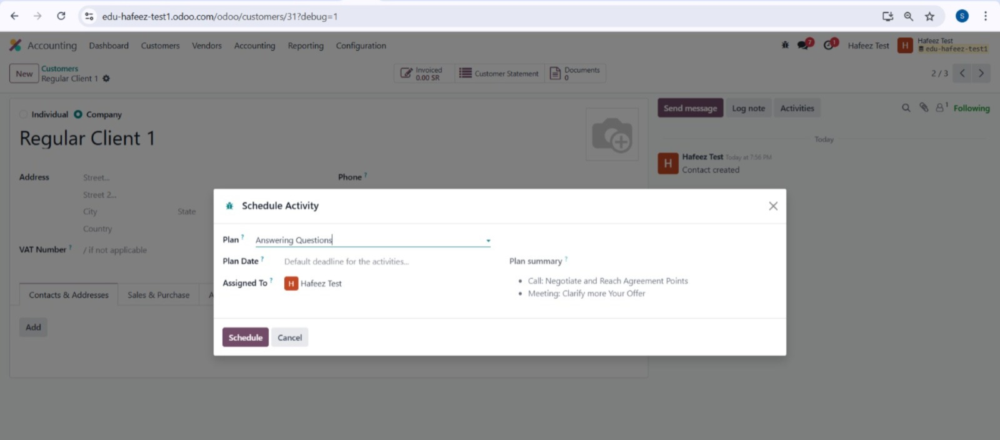 edu-hafeez-test1.odoo.com/odoo/customers/31?debug=1
S
Accounting Dashboard Customers Vendors Accounting Reporting Configuration
7 1 Hafeez Test H Hafeez Test
edu-hafeez-test1
New Customers
Regular Client 1
Invoiced
0.00 SR
Customer Statement
Documents
0
2 / 3
Individual Company
Regular Client 1
Send message Log note Activities
1 Following
Today
H Hafeez Test Today at 7:56 PM
Contact created
Address Street...
Street 2...
City State
Country
Phone ?
VAT Number ? / if not applicable
Contacts & Addresses Sales & Purchase A
Add
Schedule Activity
Plan ? Answering Questions
Plan Date ? Default deadline for the activities...
Assigned To ? H Hafeez Test
Plan summary ?
• Call: Negotiate and Reach Agreement Points
• Meeting: Clarify more Your Offer
Schedule Cancel